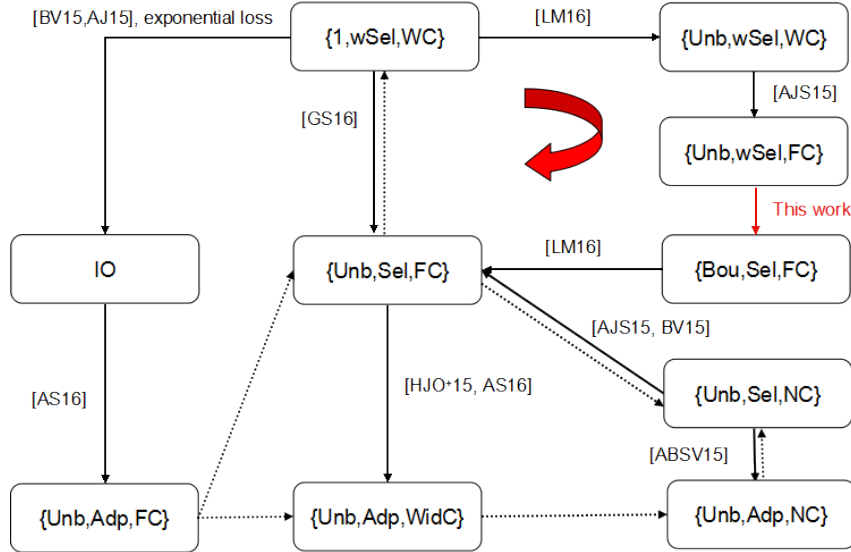 [BV15,AJ15], exponential loss
{1,wSel,WC}
[LM16]
{Unb,wSel,WC}
[AJS15]
[GS16]
{Unb,wSel,FC}
This work
IO
{Unb,Sel,FC}
[LM16]
{Bou,Sel,FC}
[AJS15, BV15]
[AS16]
[HJO⁺15, AS16]
{Unb,Sel,NC}
[ABSV15]
{Unb,Adp,FC}
{Unb,Adp,WidC}
{Unb,Adp,NC}